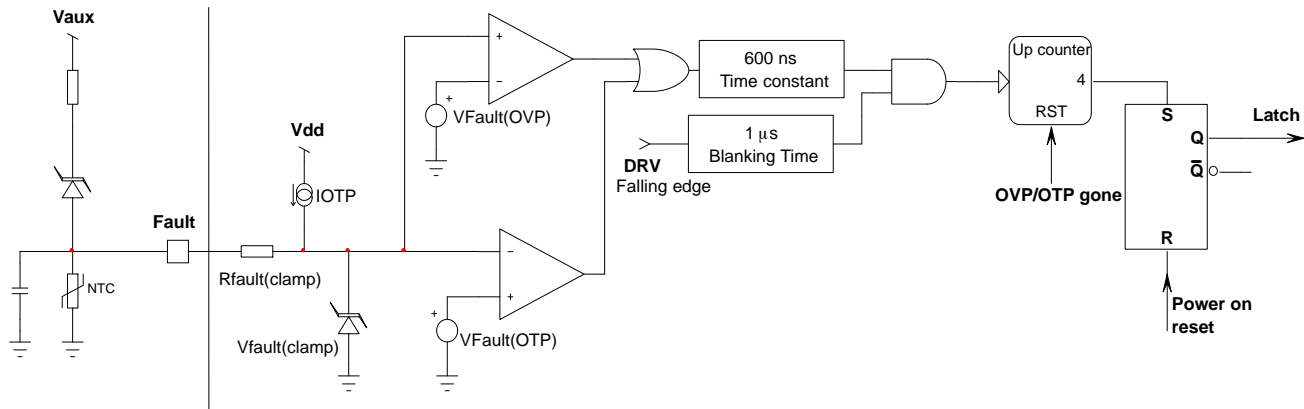 Vaux
Fault
NTC
Rfault(clamp)
Vdd
IOTP
Vfault(clamp)
+
−
+
VFault(OVP)
−
+
+
VFault(OTP)
600 ns
Time constant
1 μs
Blanking Time
DRV
Falling edge
Up counter
4
RST
OVP/OTP gone
S
Q
Q̅
R
Latch
Power on
reset